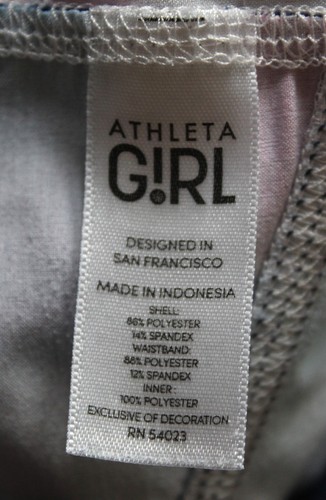 ATHLETA
G!RL
DESIGNED IN
SAN FRANCISCO
MADE IN INDONESIA
SHELL:
86% POLYESTER
14% SPANDEX
WAISTBAND:
88% POLYESTER
12% SPANDEX
INNER:
100% POLYESTER
EXCLUSIVE OF DECORATION
RN 54023